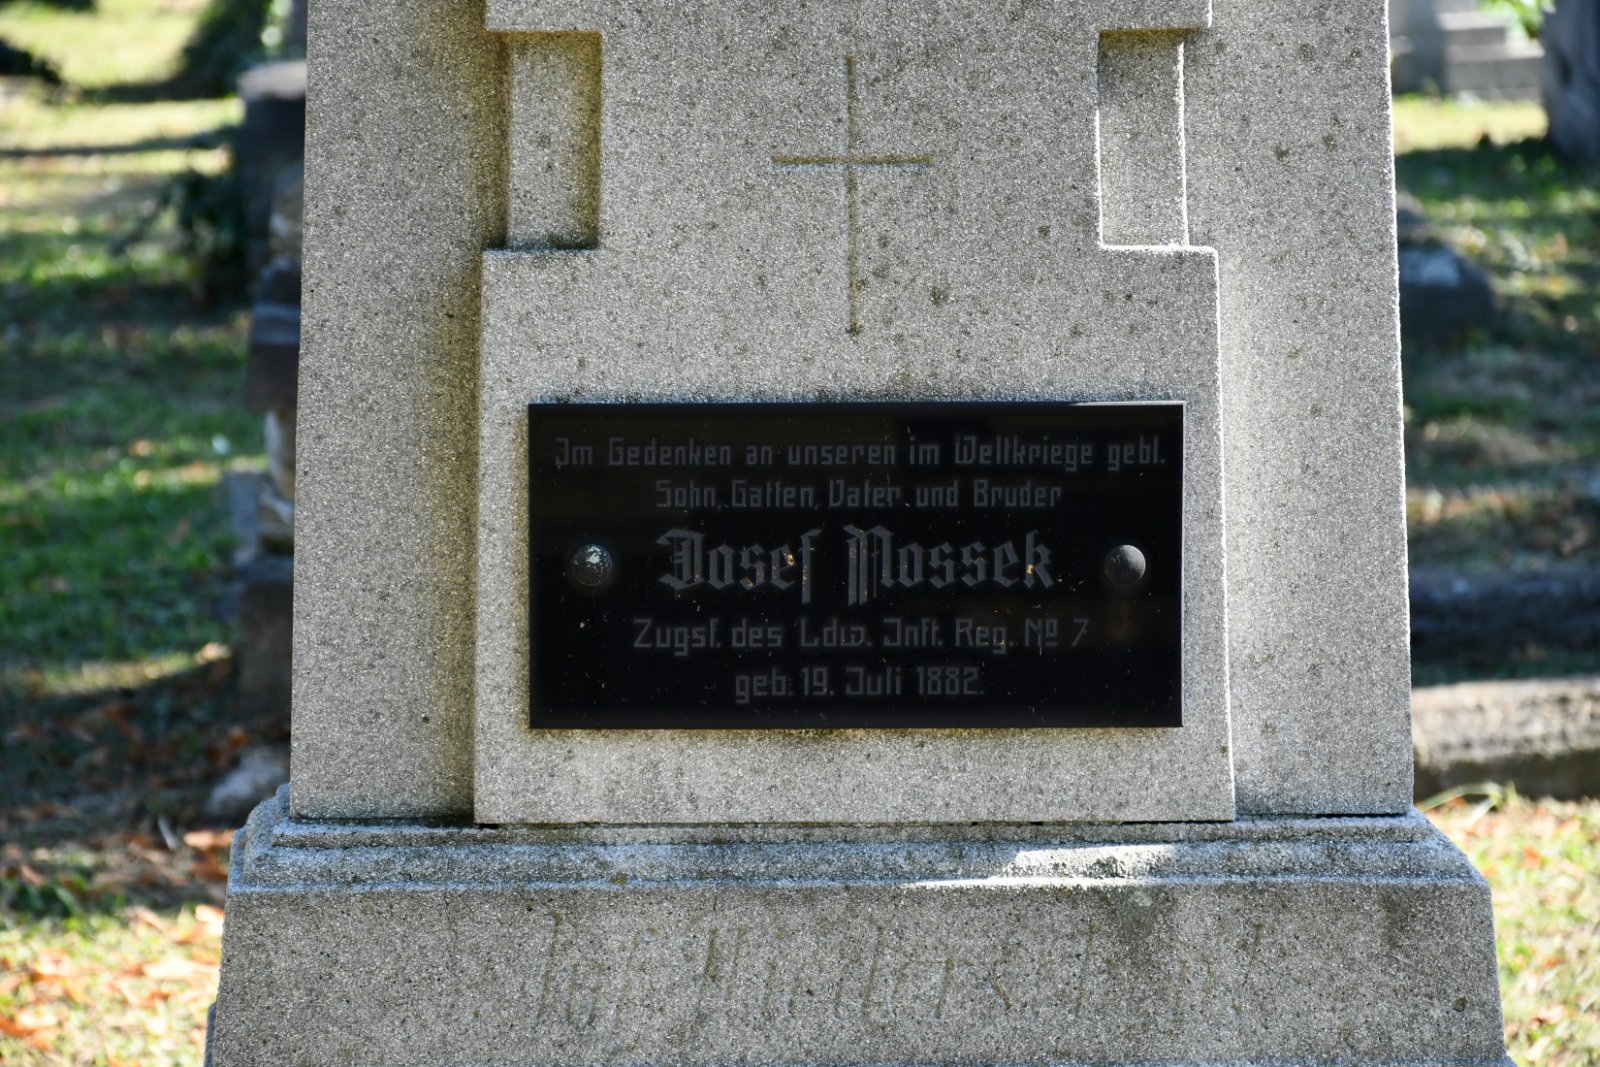 Im Gedenken an unseren im Weltkriege gebl.
Sohn, Gatten, Vater und Bruder
Josef Nossek
Zugsf. des Ldw. Inft. Reg. No 7
geb. 19. Juli 1882.